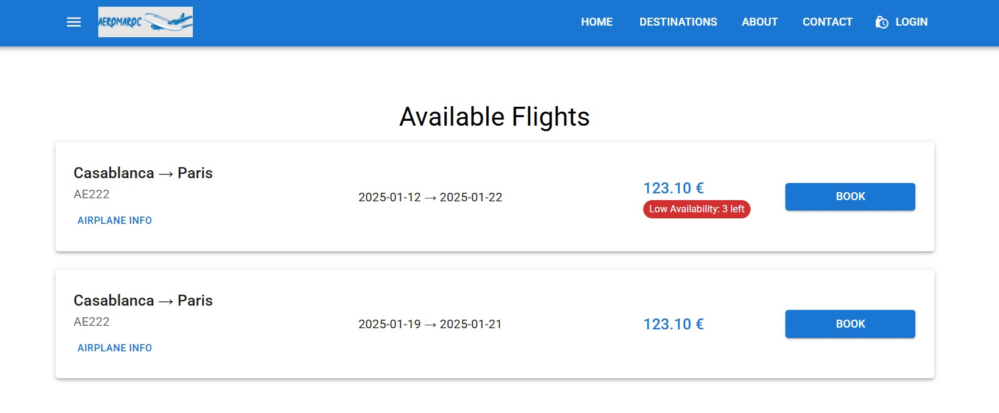 AEROMAROC
HOME DESTINATIONS ABOUT CONTACT LOGIN
Available Flights
Casablanca → Paris
AE222
AIRPLANE INFO
2025-01-12 → 2025-01-22
123.10 €
Low Availability: 3 left
BOOK
Casablanca → Paris
AE222
AIRPLANE INFO
2025-01-19 → 2025-01-21
123.10 €
BOOK